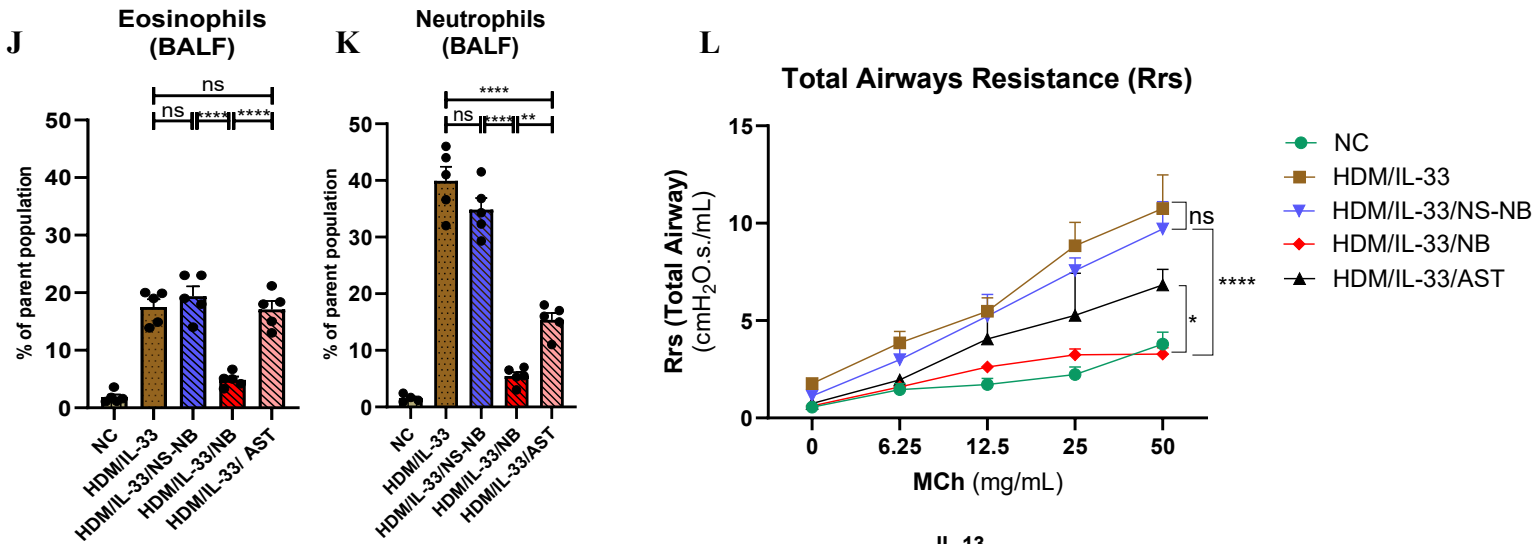 J
Eosinophils
(BALF)
ns
ns
****
****
% of parent population
50
40
30
20
10
0
NC
HDM/IL-33
HDM/IL-33/NS-NB
HDM/IL-33/NB
HDM/IL-33/ AST
K
Neutrophils
(BALF)
****
ns
****
**
% of parent population
50
40
30
20
10
0
NC
HDM/IL-33
HDM/IL-33/NS-NB
HDM/IL-33/NB
HDM/IL-33/AST
L
Total Airways Resistance (Rrs)
Rrs (Total Airway)
(cmH2O.s./mL)
15
10
5
0
0
6.25
12.5
25
50
MCh (mg/mL)
ns
****
*
NC
HDM/IL-33
HDM/IL-33/NS-NB
HDM/IL-33/NB
HDM/IL-33/AST